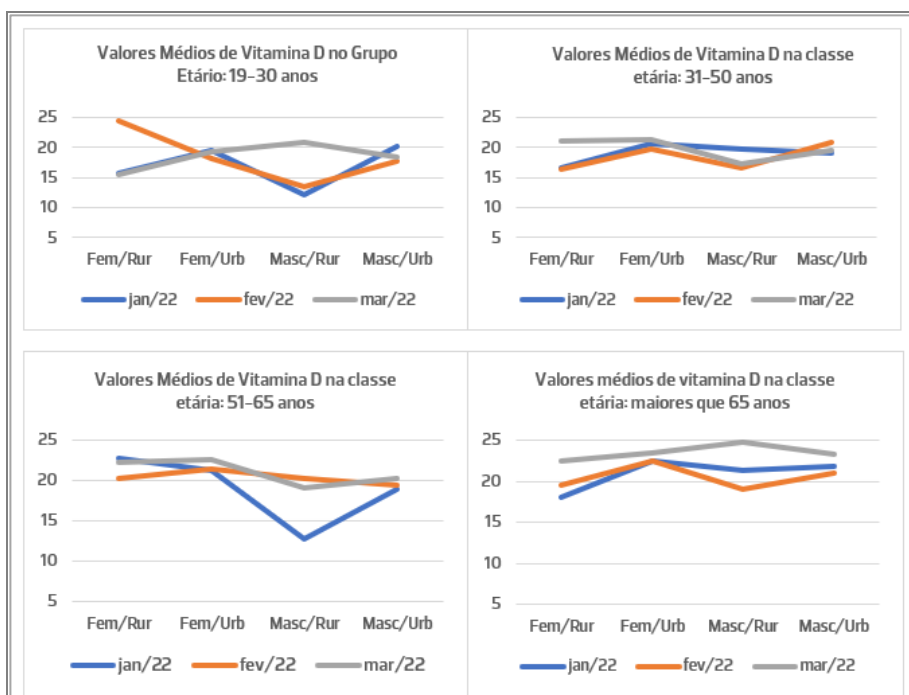 Valores Médios de Vitamina D no Grupo
Etário: 19-30 anos
25
20
15
10
5
Fem/Rur Fem/Urb Masc/Rur Masc/Urb
jan/22 fev/22 mar/22
Valores Médios de Vitamina D na classe
etária: 31-50 anos
25
20
15
10
5
Fem/Rur Fem/Urb Masc/Rur Masc/Urb
jan/22 fev/22 mar/22
Valores Médios de Vitamina D na classe
etária: 51-65 anos
25
20
15
10
5
Fem/Rur Fem/Urb Masc/Rur Masc/Urb
jan/22 fev/22 mar/22
Valores médios de vitamina D na classe
etária: maiores que 65 anos
25
20
15
10
5
Fem/Rur Fem/Urb Masc/Rur Masc/Urb
jan/22 fev/22 mar/22